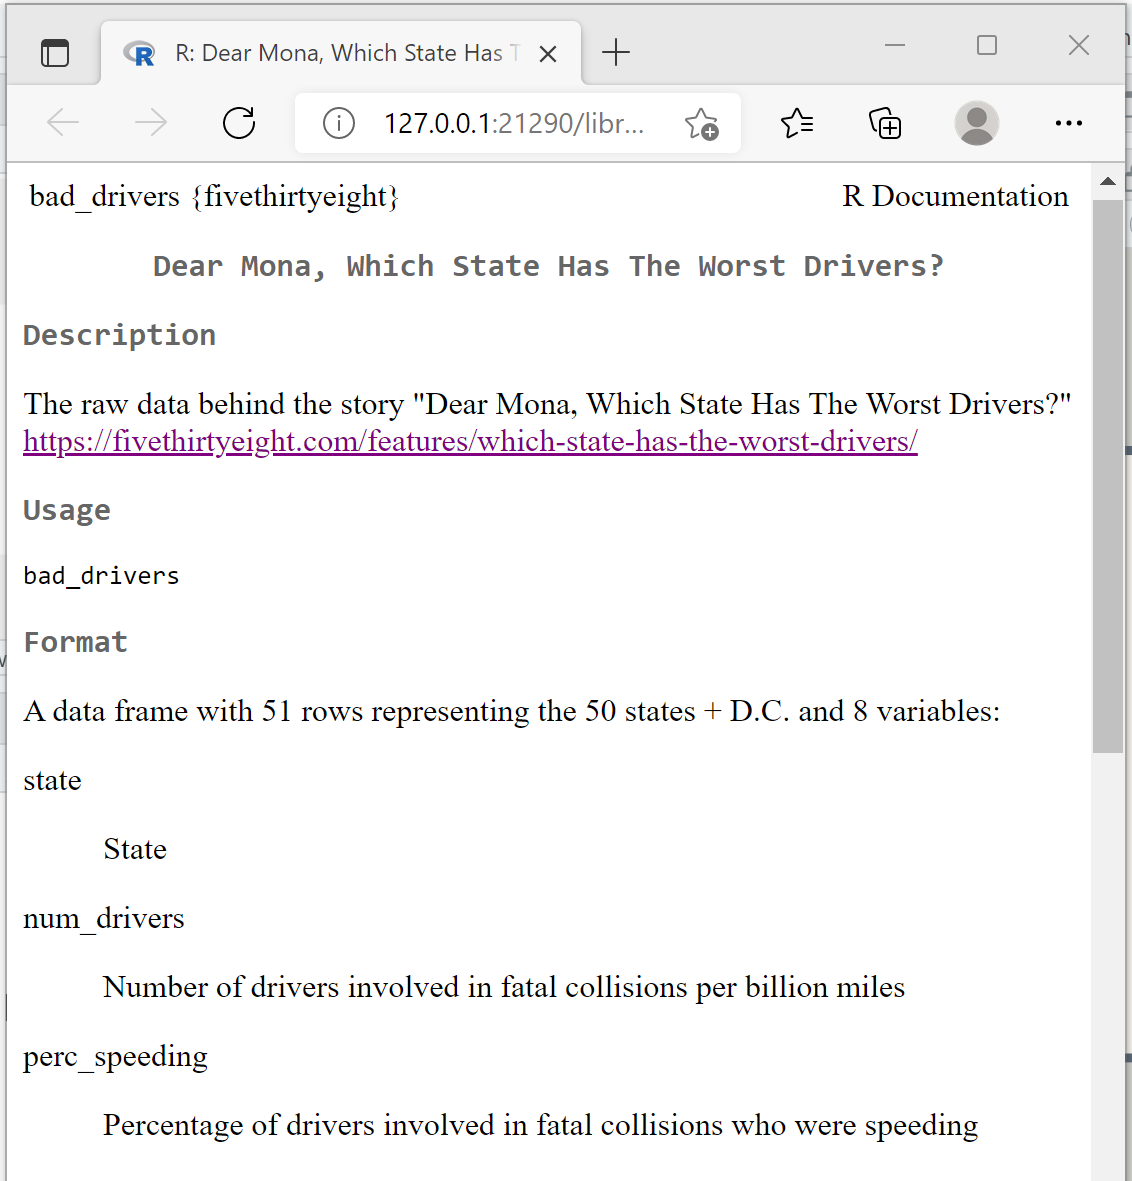 R: Dear Mona, Which State Has T
127.0.0.1:21290/libr...
bad_drivers {fivethirtyeight}
R Documentation
Dear Mona, Which State Has The Worst Drivers?
Description
The raw data behind the story "Dear Mona, Which State Has The Worst Drivers?"
https://fivethirtyeight.com/features/which-state-has-the-worst-drivers/
Usage
bad_drivers
Format
A data frame with 51 rows representing the 50 states + D.C. and 8 variables:
state
State
num_drivers
Number of drivers involved in fatal collisions per billion miles
perc_speeding
Percentage of drivers involved in fatal collisions who were speeding